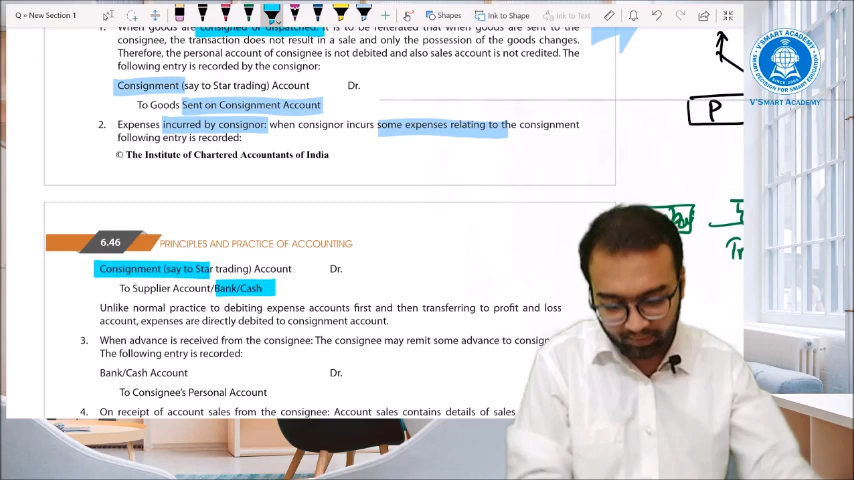 Q » New Section 1
Shapes
Ink to Shape
Ink to Text
1. When goods are consigned or dispatched: It is to be reiterated that when goods are sent to the
consignee, the transaction does not result in a sale and only the possession of the goods changes.
Therefore, the personal account of consignee is not debited and also sales account is not credited. The
following entry is recorded by the consignor:
Consignment (say to Star trading) Account Dr.
To Goods Sent on Consignment Account
2. Expenses incurred by consignor: when consignor incurs some expenses relating to the consignment
following entry is recorded:
© The Institute of Chartered Accountants of India
P
V'SMART ACADEMY
V'Smart Academy
6.46 PRINCIPLES AND PRACTICE OF ACCOUNTING
Consignment (say to Star trading) Account Dr.
To Supplier Account/Bank/Cash
Unlike normal practice to debiting expense accounts first and then transferring to profit and loss
account, expenses are directly debited to consignment account.
3. When advance is received from the consignee: The consignee may remit some advance to
The following entry is recorded:
Bank/Cash Account Dr.
To Consignee's Personal Account
4. On receipt of account sales from the consignee: Account sales contains details of sales